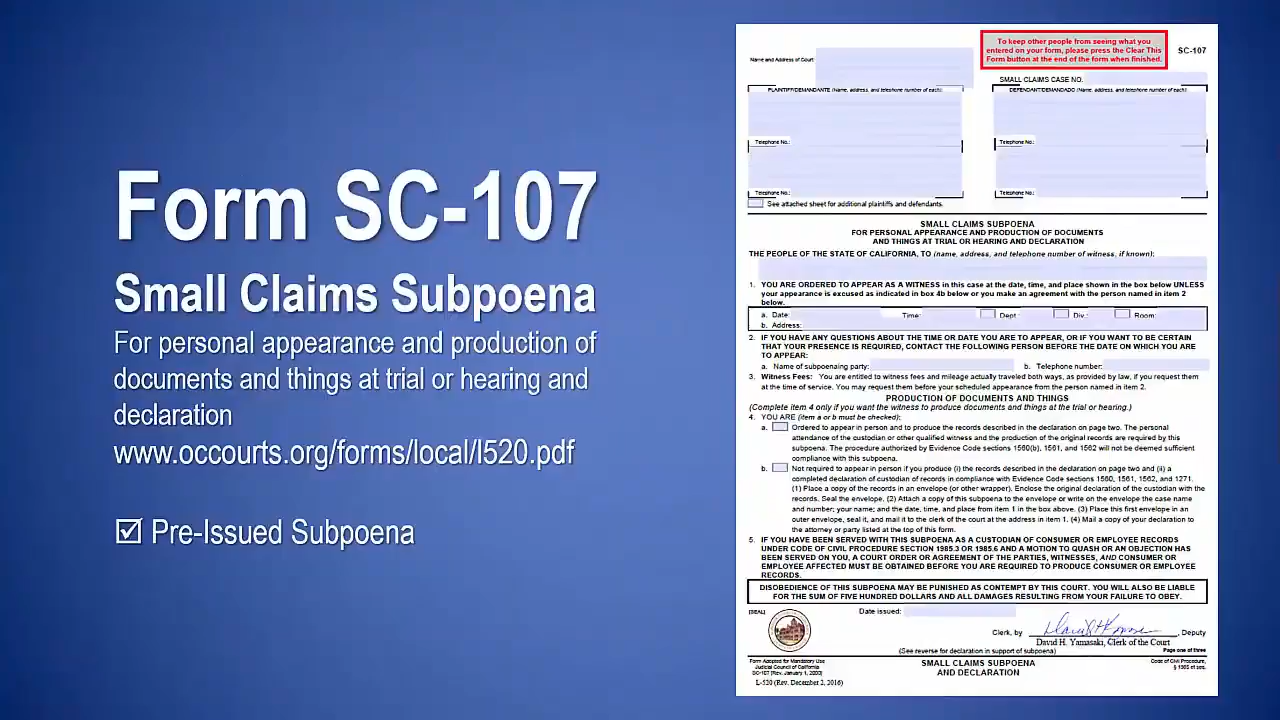 Form SC-107
Small Claims Subpoena
For personal appearance and production of
documents and things at trial or hearing and
declaration
www.occourts.org/forms/local/l520.pdf
☑ Pre-Issued Subpoena
To keep other people from seeing what you
entered on your form, please press the Clear This
Form button at the end of the form when finished.
SC-107
Name and Address of Court:
SMALL CLAIMS CASE NO.
PLAINTIFF/DEMANDANTE (Name, address, and telephone number of each):
DEFENDANT/DEMANDADO (Name, address, and telephone number of each):
Telephone No.:
Telephone No.:
Telephone No.:
Telephone No.:
See attached sheet for additional plaintiffs and defendants.
SMALL CLAIMS SUBPOENA
FOR PERSONAL APPEARANCE AND PRODUCTION OF DOCUMENTS
AND THINGS AT TRIAL OR HEARING AND DECLARATION
THE PEOPLE OF THE STATE OF CALIFORNIA, TO (name, address, and telephone number of witness, if known):
1. YOU ARE ORDERED TO APPEAR AS A WITNESS in this case at the date, time, and place shown in the box below UNLESS
your appearance is excused as indicated in box 4b below or you make an agreement with the person named in item 2
below.
a. Date: Time: Dept.: Div.: Room:
b. Address:
2. IF YOU HAVE ANY QUESTIONS ABOUT THE TIME OR DATE YOU ARE TO APPEAR, OR IF YOU WANT TO BE CERTAIN
THAT YOUR PRESENCE IS REQUIRED, CONTACT THE FOLLOWING PERSON BEFORE THE DATE ON WHICH YOU ARE
TO APPEAR:
a. Name of subpoenaing party: b. Telephone number:
3. Witness Fees: You are entitled to witness fees and mileage actually traveled both ways, as provided by law, if you request them
at the time of service. You may request them before your scheduled appearance from the person named in item 2.
PRODUCTION OF DOCUMENTS AND THINGS
(Complete item 4 only if you want the witness to produce documents and things at the trial or hearing.)
4. YOU ARE (item a or b must be checked):
a. Ordered to appear in person and to produce the records described in the declaration on page two. The personal
attendance of the custodian or other qualified witness and the production of the original records are required by this
subpoena. The procedure authorized by Evidence Code sections 1560(b), 1561, and 1562 will not be deemed sufficient
compliance with this subpoena.
b. Not required to appear in person if you produce (i) the records described in the declaration on page two and (ii) a
completed declaration of custodian of records in compliance with Evidence Code sections 1560, 1561, 1562, and 1271.
(1) Place a copy of the records in an envelope (or other wrapper). Enclose the original declaration of the custodian with the
records. Seal the envelope. (2) Attach a copy of this subpoena to the envelope or write on the envelope the case name
and number; your name; and the date, time, and place from item 1 in the box above. (3) Place this first envelope in an
outer envelope, seal it, and mail it to the clerk of the court at the address in item 1. (4) Mail a copy of your declaration to
the attorney or party listed at the top of this form.
5. IF YOU HAVE BEEN SERVED WITH THIS SUBPOENA AS A CUSTODIAN OF CONSUMER OR EMPLOYEE RECORDS
UNDER CODE OF CIVIL PROCEDURE SECTION 1985.3 OR 1985.6 AND A MOTION TO QUASH OR AN OBJECTION HAS
BEEN SERVED ON YOU, A COURT ORDER OR AGREEMENT OF THE PARTIES, WITNESSES, AND CONSUMER OR
EMPLOYEE AFFECTED MUST BE OBTAINED BEFORE YOU ARE REQUIRED TO PRODUCE CONSUMER OR EMPLOYEE
RECORDS.
DISOBEDIENCE OF THIS SUBPOENA MAY BE PUNISHED AS CONTEMPT BY THIS COURT. YOU WILL ALSO BE LIABLE
FOR THE SUM OF FIVE HUNDRED DOLLARS AND ALL DAMAGES RESULTING FROM YOUR FAILURE TO OBEY.
[SEAL]
Date issued:
Clerk, by , Deputy
David H. Yamasaki, Clerk of the Court
(See reverse for declaration in support of subpoena)
Page one of three
Form Adopted for Mandatory Use
Judicial Council of California
SC-107 [Rev. January 1, 2000]
L-520 (Rev. December 2, 2016)
SMALL CLAIMS SUBPOENA
AND DECLARATION
Code of Civil Procedure,
§ 1985 et seq.